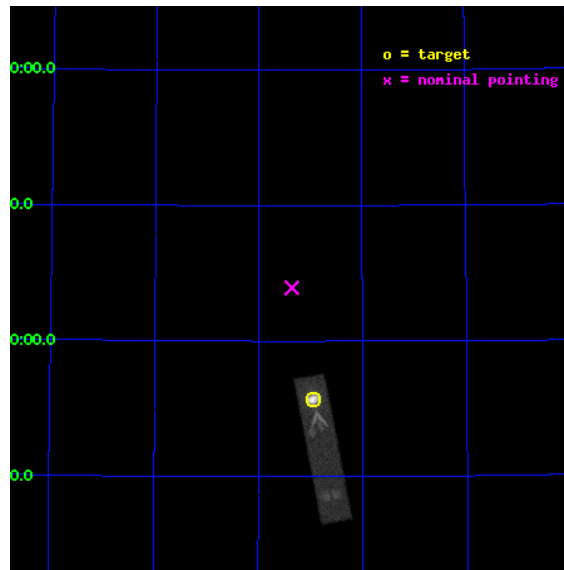 o = target
x = nominal pointing
0:00.0
0.0
0:00.0
0.0